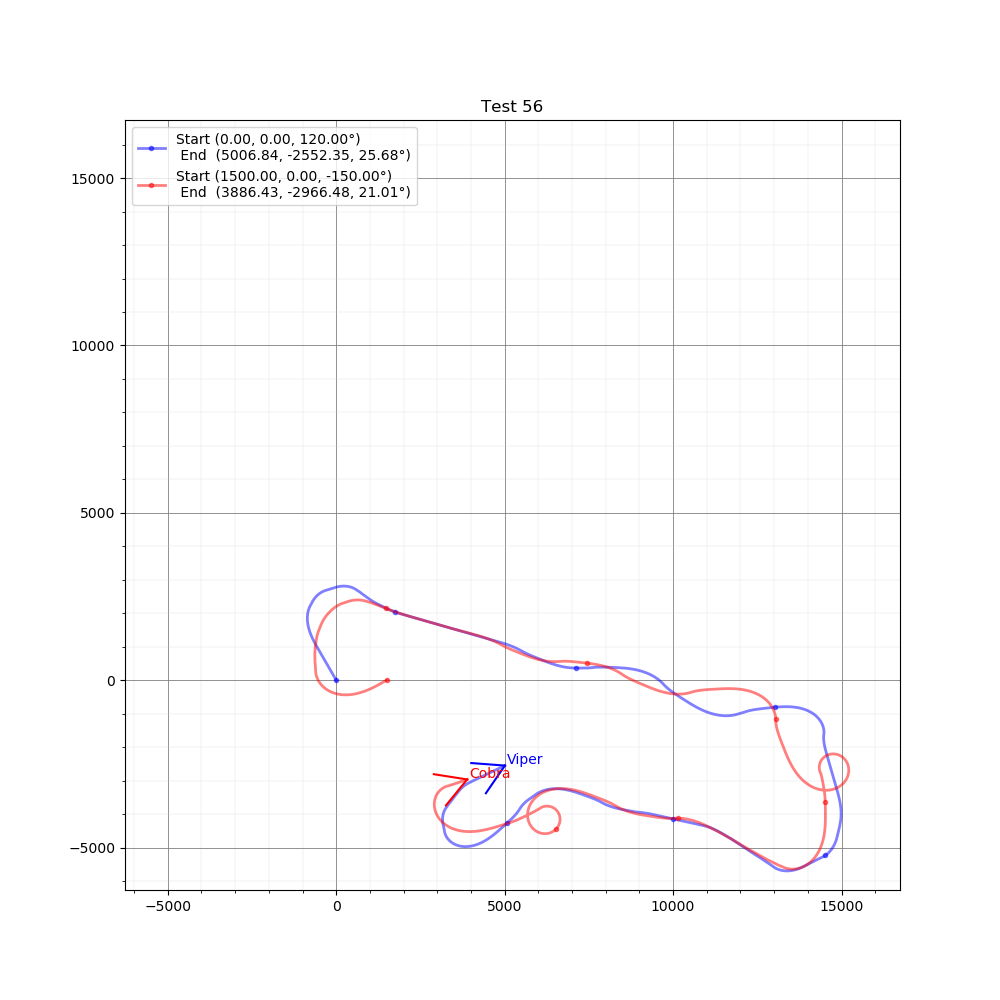 Test 56
Start (0.00, 0.00, 120.00°)
End (5006.84, -2552.35, 25.68°)
Start (1500.00, 0.00, -150.00°)
End (3886.43, -2966.48, 21.01°)
15000
10000
5000
0
−5000
Viper
Cobra
−5000
0
5000
10000
15000